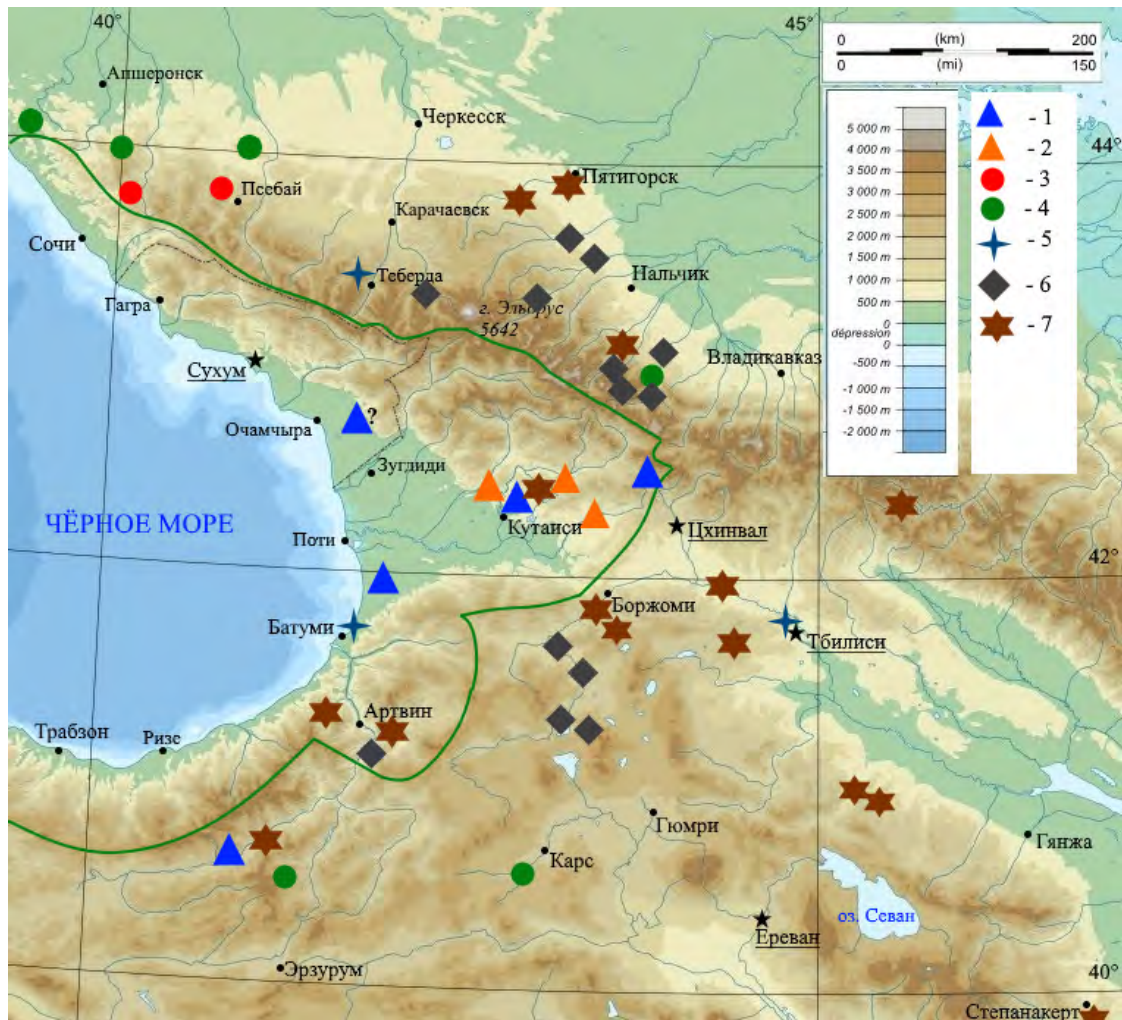 40°
45°
0 (km) 200
0 (mi) 150
Апшеронск
Черкесск
44°
Псебай
Пятигорск
Карачаевск
Сочи
Теберда
Нальчик
Гагра
г. Эльбрус
5642
Владикавказ
Сухум
Очамчыра
?
Зугдиди
ЧЁРНОЕ МОРЕ
Кутаиси
Цхинвал
Поти
42°
Боржоми
Батуми
Тбилиси
Артвин
Трабзон
Ризе
Гюмри
Гянжа
Карс
оз. Севан
Ереван
Эрзурум
40°
Степанакерт
5 000 m
4 000 m
3 500 m
3 000 m
2 500 m
2 000 m
1 500 m
1 000 m
500 m
0
dépression
0
-500 m
-1 000 m
-1 500 m
-2 000 m
- 1
- 2
- 3
- 4
- 5
- 6
- 7